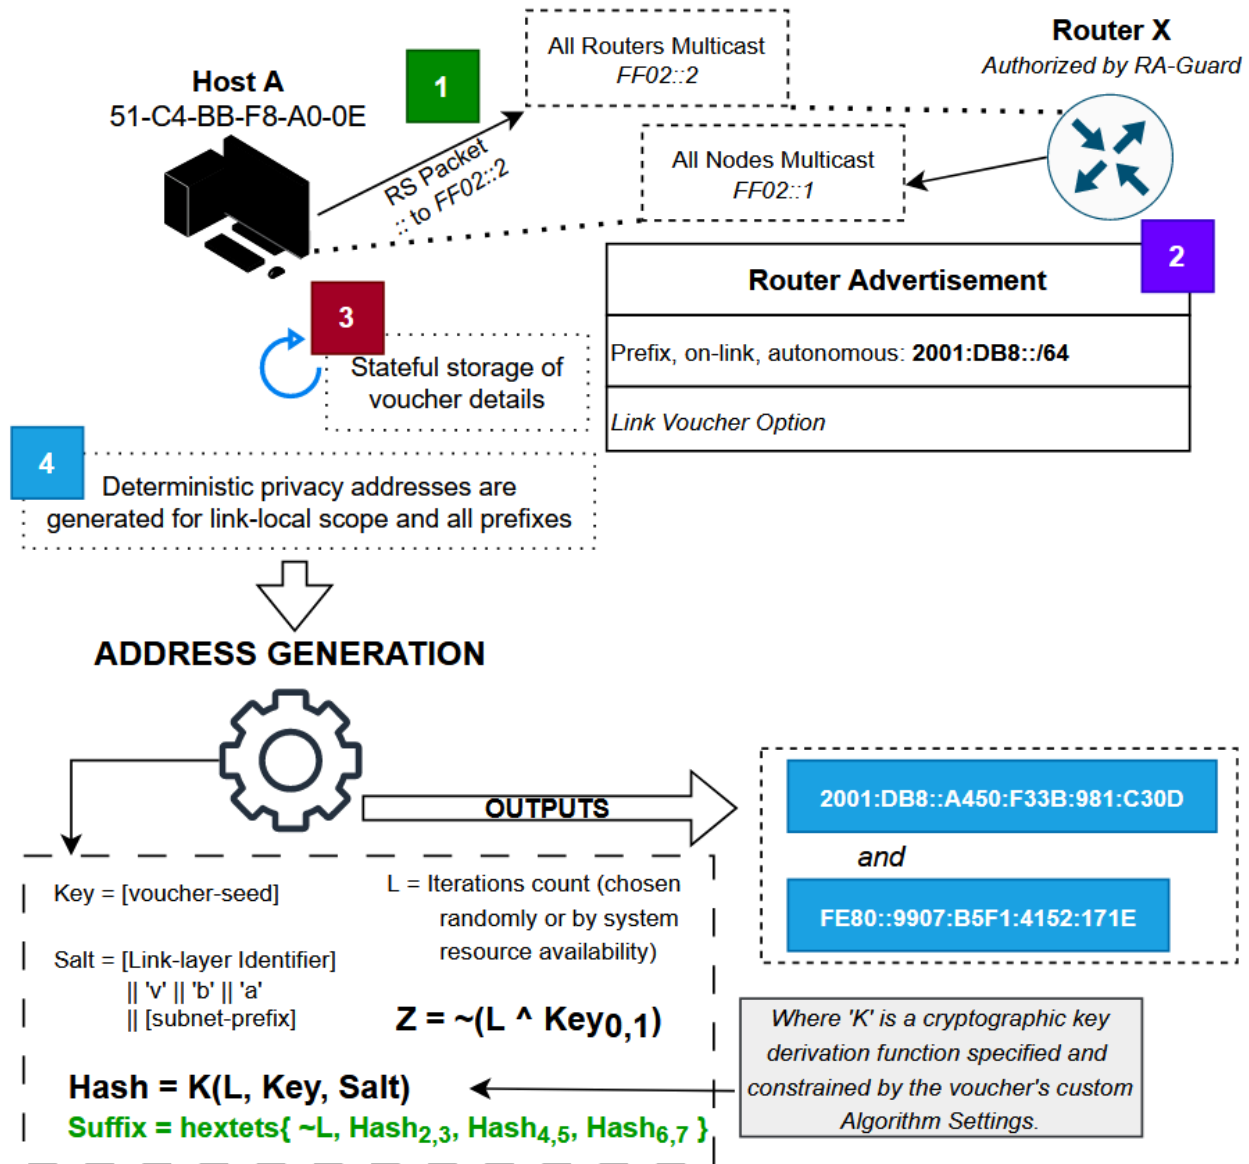 Host A
51-C4-BB-F8-A0-0E
1
All Routers Multicast
FF02::2
Router X
Authorized by RA-Guard
RS Packet
:: to FF02::2
All Nodes Multicast
FF02::1
2
Router Advertisement
Prefix, on-link, autonomous: 2001:DB8::/64
Link Voucher Option
3
Stateful storage of
voucher details
4
Deterministic privacy addresses are
generated for link-local scope and all prefixes
ADDRESS GENERATION
OUTPUTS
2001:DB8::A450:F33B:981:C30D
and
FE80::9907:B5F1:4152:171E
Key = [voucher-seed]
Salt = [Link-layer Identifier]
|| 'v' || 'b' || 'a'
|| [subnet-prefix]
L = Iterations count (chosen
randomly or by system
resource availability)
Z = ~(L ^ Key0,1)
Hash = K(L, Key, Salt)
Suffix = hextets{ ~L, Hash2,3, Hash4,5, Hash6,7 }
Where 'K' is a cryptographic key
derivation function specified and
constrained by the voucher's custom
Algorithm Settings.